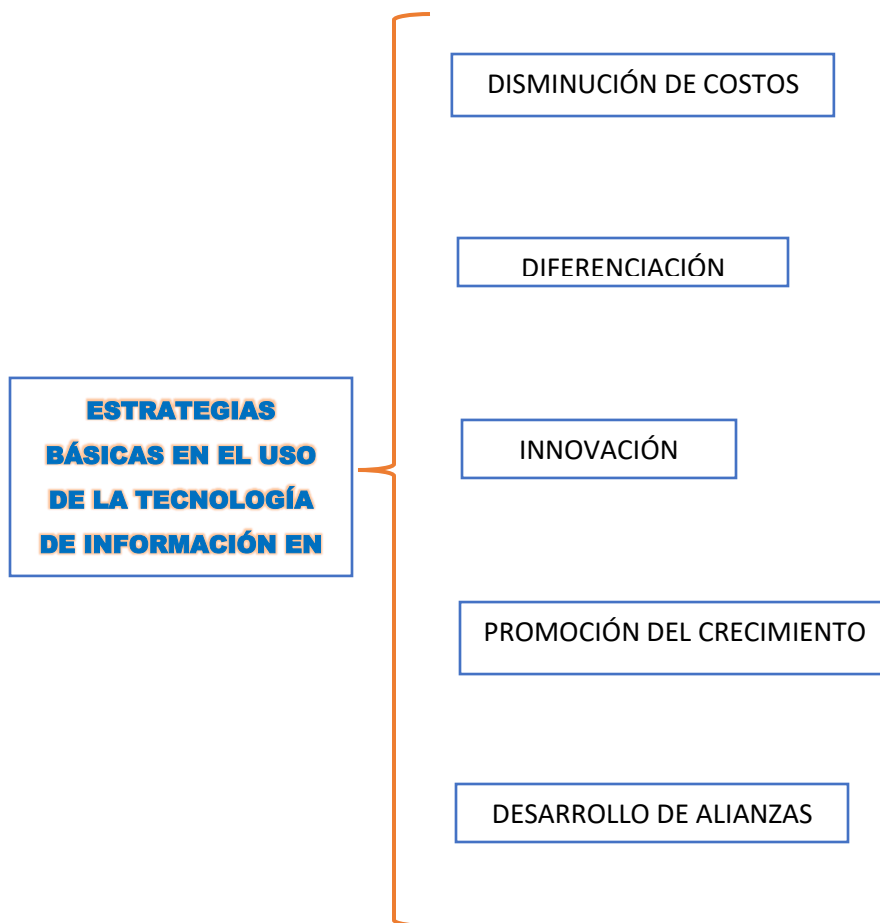 DISMINUCIÓN DE COSTOS
DIFERENCIACIÓN
ESTRATEGIAS
BÁSICAS EN EL USO
DE LA TECNOLOGÍA
DE INFORMACIÓN EN
INNOVACIÓN
PROMOCIÓN DEL CRECIMIENTO
DESARROLLO DE ALIANZAS